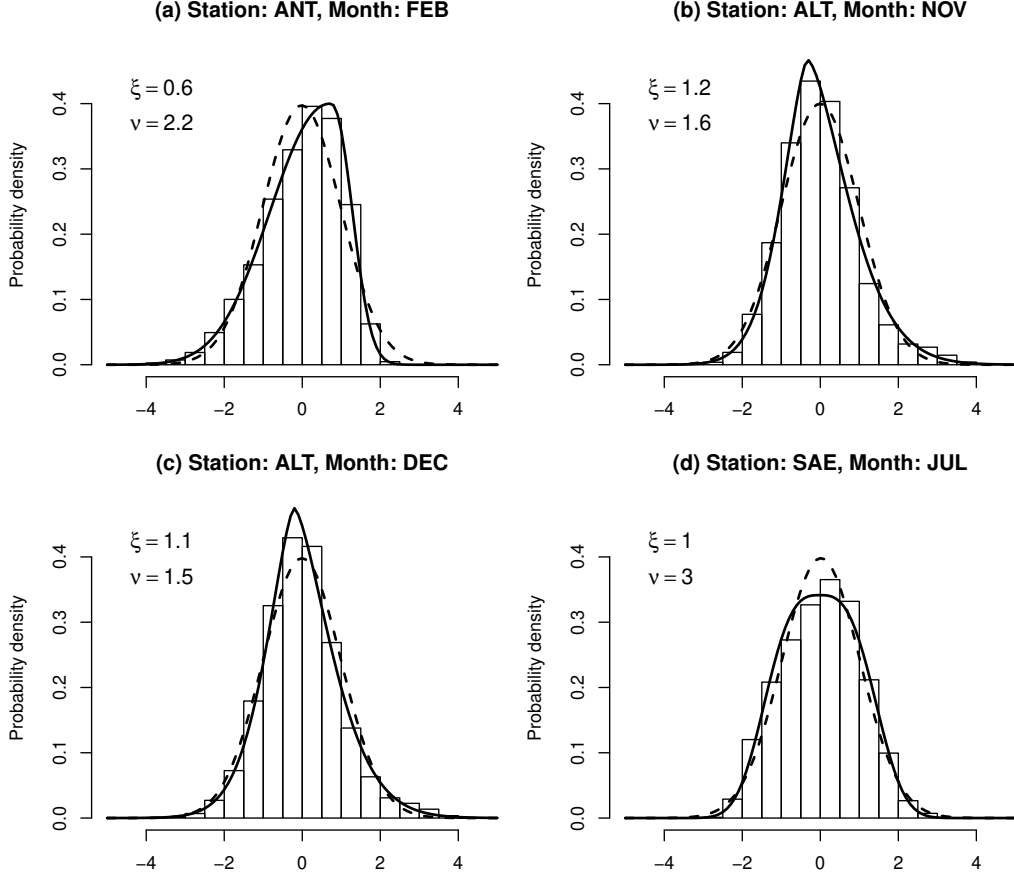 (a) Station: ANT, Month: FEB
ξ = 0.6
ν = 2.2
Probability density
0.0 0.1 0.2 0.3 0.4
−4 −2 0 2 4
(b) Station: ALT, Month: NOV
ξ = 1.2
ν = 1.6
Probability density
0.0 0.1 0.2 0.3 0.4
−4 −2 0 2 4
(c) Station: ALT, Month: DEC
ξ = 1.1
ν = 1.5
Probability density
0.0 0.1 0.2 0.3 0.4
−4 −2 0 2 4
(d) Station: SAE, Month: JUL
ξ = 1
ν = 3
Probability density
0.0 0.1 0.2 0.3 0.4
−4 −2 0 2 4